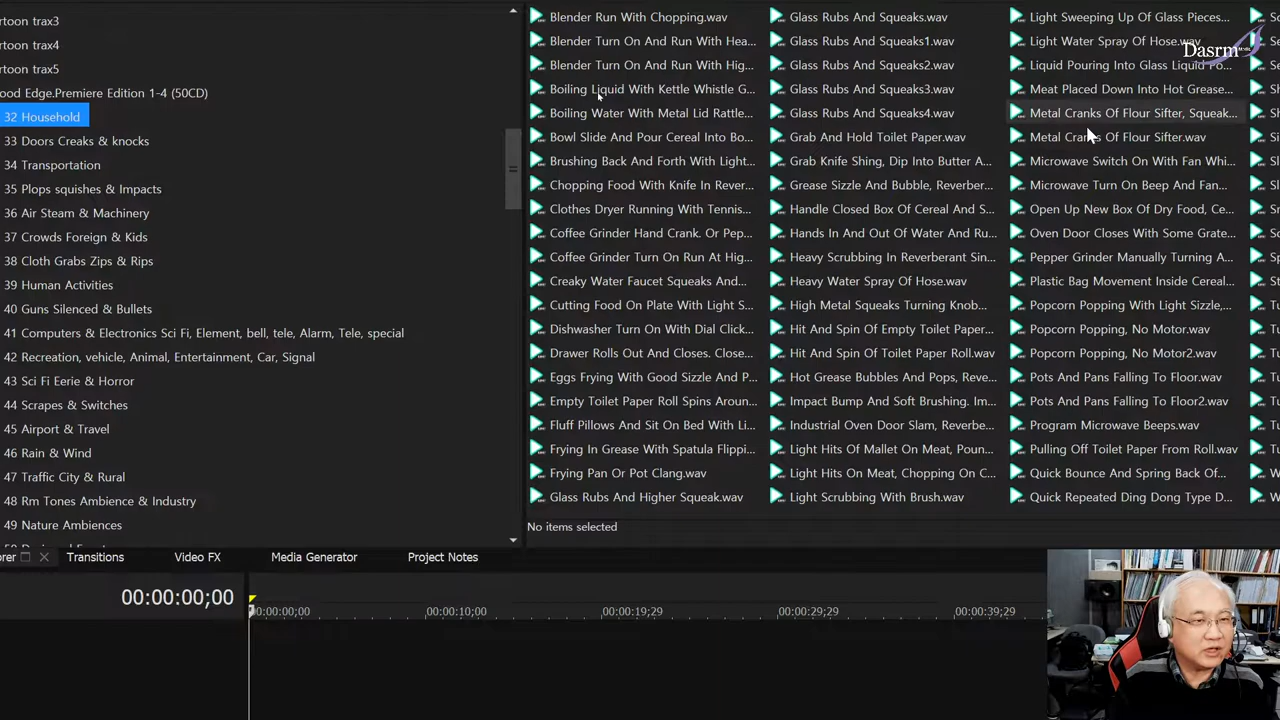 rtoon trax3
rtoon trax4
rtoon trax5
ood Edge.Premiere Edition 1-4 (50CD)
32 Household
33 Doors Creaks & knocks
34 Transportation
35 Plops squishes & Impacts
36 Air Steam & Machinery
37 Crowds Foreign & Kids
38 Cloth Grabs Zips & Rips
39 Human Activities
40 Guns Silenced & Bullets
41 Computers & Electronics Sci Fi, Element, bell, tele, Alarm, Tele, special
42 Recreation, vehicle, Animal, Entertainment, Car, Signal
43 Sci Fi Eerie & Horror
44 Scrapes & Switches
45 Airport & Travel
46 Rain & Wind
47 Traffic City & Rural
48 Rm Tones Ambience & Industry
49 Nature Ambiences
Blender Run With Chopping.wav
Blender Turn On And Run With Hea...
Blender Turn On And Run With Hig...
Boiling Liquid With Kettle Whistle G...
Boiling Water With Metal Lid Rattle...
Bowl Slide And Pour Cereal Into Bo...
Brushing Back And Forth With Light...
Chopping Food With Knife In Rever...
Clothes Dryer Running With Tennis...
Coffee Grinder Hand Crank. Or Pep...
Coffee Grinder Turn On Run At Hig...
Creaky Water Faucet Squeaks And...
Cutting Food On Plate With Light S...
Dishwasher Turn On With Dial Click...
Drawer Rolls Out And Closes. Close...
Eggs Frying With Good Sizzle And P...
Empty Toilet Paper Roll Spins Aroun...
Fluff Pillows And Sit On Bed With Li...
Frying In Grease With Spatula Flippi...
Frying Pan Or Pot Clang.wav
Glass Rubs And Higher Squeak.wav
Glass Rubs And Squeaks.wav
Glass Rubs And Squeaks1.wav
Glass Rubs And Squeaks2.wav
Glass Rubs And Squeaks3.wav
Glass Rubs And Squeaks4.wav
Grab And Hold Toilet Paper.wav
Grab Knife Shing, Dip Into Butter A...
Grease Sizzle And Bubble, Reverber...
Handle Closed Box Of Cereal And S...
Hands In And Out Of Water And Ru...
Heavy Scrubbing In Reverberant Sin...
Heavy Water Spray Of Hose.wav
High Metal Squeaks Turning Knob...
Hit And Spin Of Empty Toilet Paper...
Hit And Spin Of Toilet Paper Roll.wav
Hot Grease Bubbles And Pops, Reve...
Impact Bump And Soft Brushing. Im...
Industrial Oven Door Slam, Reverbe...
Light Hits Of Mallet On Meat, Poun...
Light Hits On Meat, Chopping On C...
Light Scrubbing With Brush.wav
Light Sweeping Up Of Glass Pieces...
Light Water Spray Of Hose.wav
Liquid Pouring Into Glass Liquid Po...
Meat Placed Down Into Hot Grease...
Metal Cranks Of Flour Sifter, Squeak...
Metal Cranks Of Flour Sifter.wav
Microwave Switch On With Fan Whi...
Microwave Turn On Beep And Fan...
Open Up New Box Of Dry Food, Ce...
Oven Door Closes With Some Grate...
Pepper Grinder Manually Turning A...
Plastic Bag Movement Inside Cereal...
Popcorn Popping With Light Sizzle,...
Popcorn Popping, No Motor.wav
Popcorn Popping, No Motor2.wav
Pots And Pans Falling To Floor.wav
Pots And Pans Falling To Floor2.wav
Program Microwave Beeps.wav
Pulling Off Toilet Paper From Roll.wav
Quick Bounce And Spring Back Of...
Quick Repeated Ding Dong Type D...
Dasrm
No items selected
orer
Transitions
Video FX
Media Generator
Project Notes
00:00:00;00
00:00:00;00
00:00:10;00
00:00:19;29
00:00:29;29
00:00:39;29